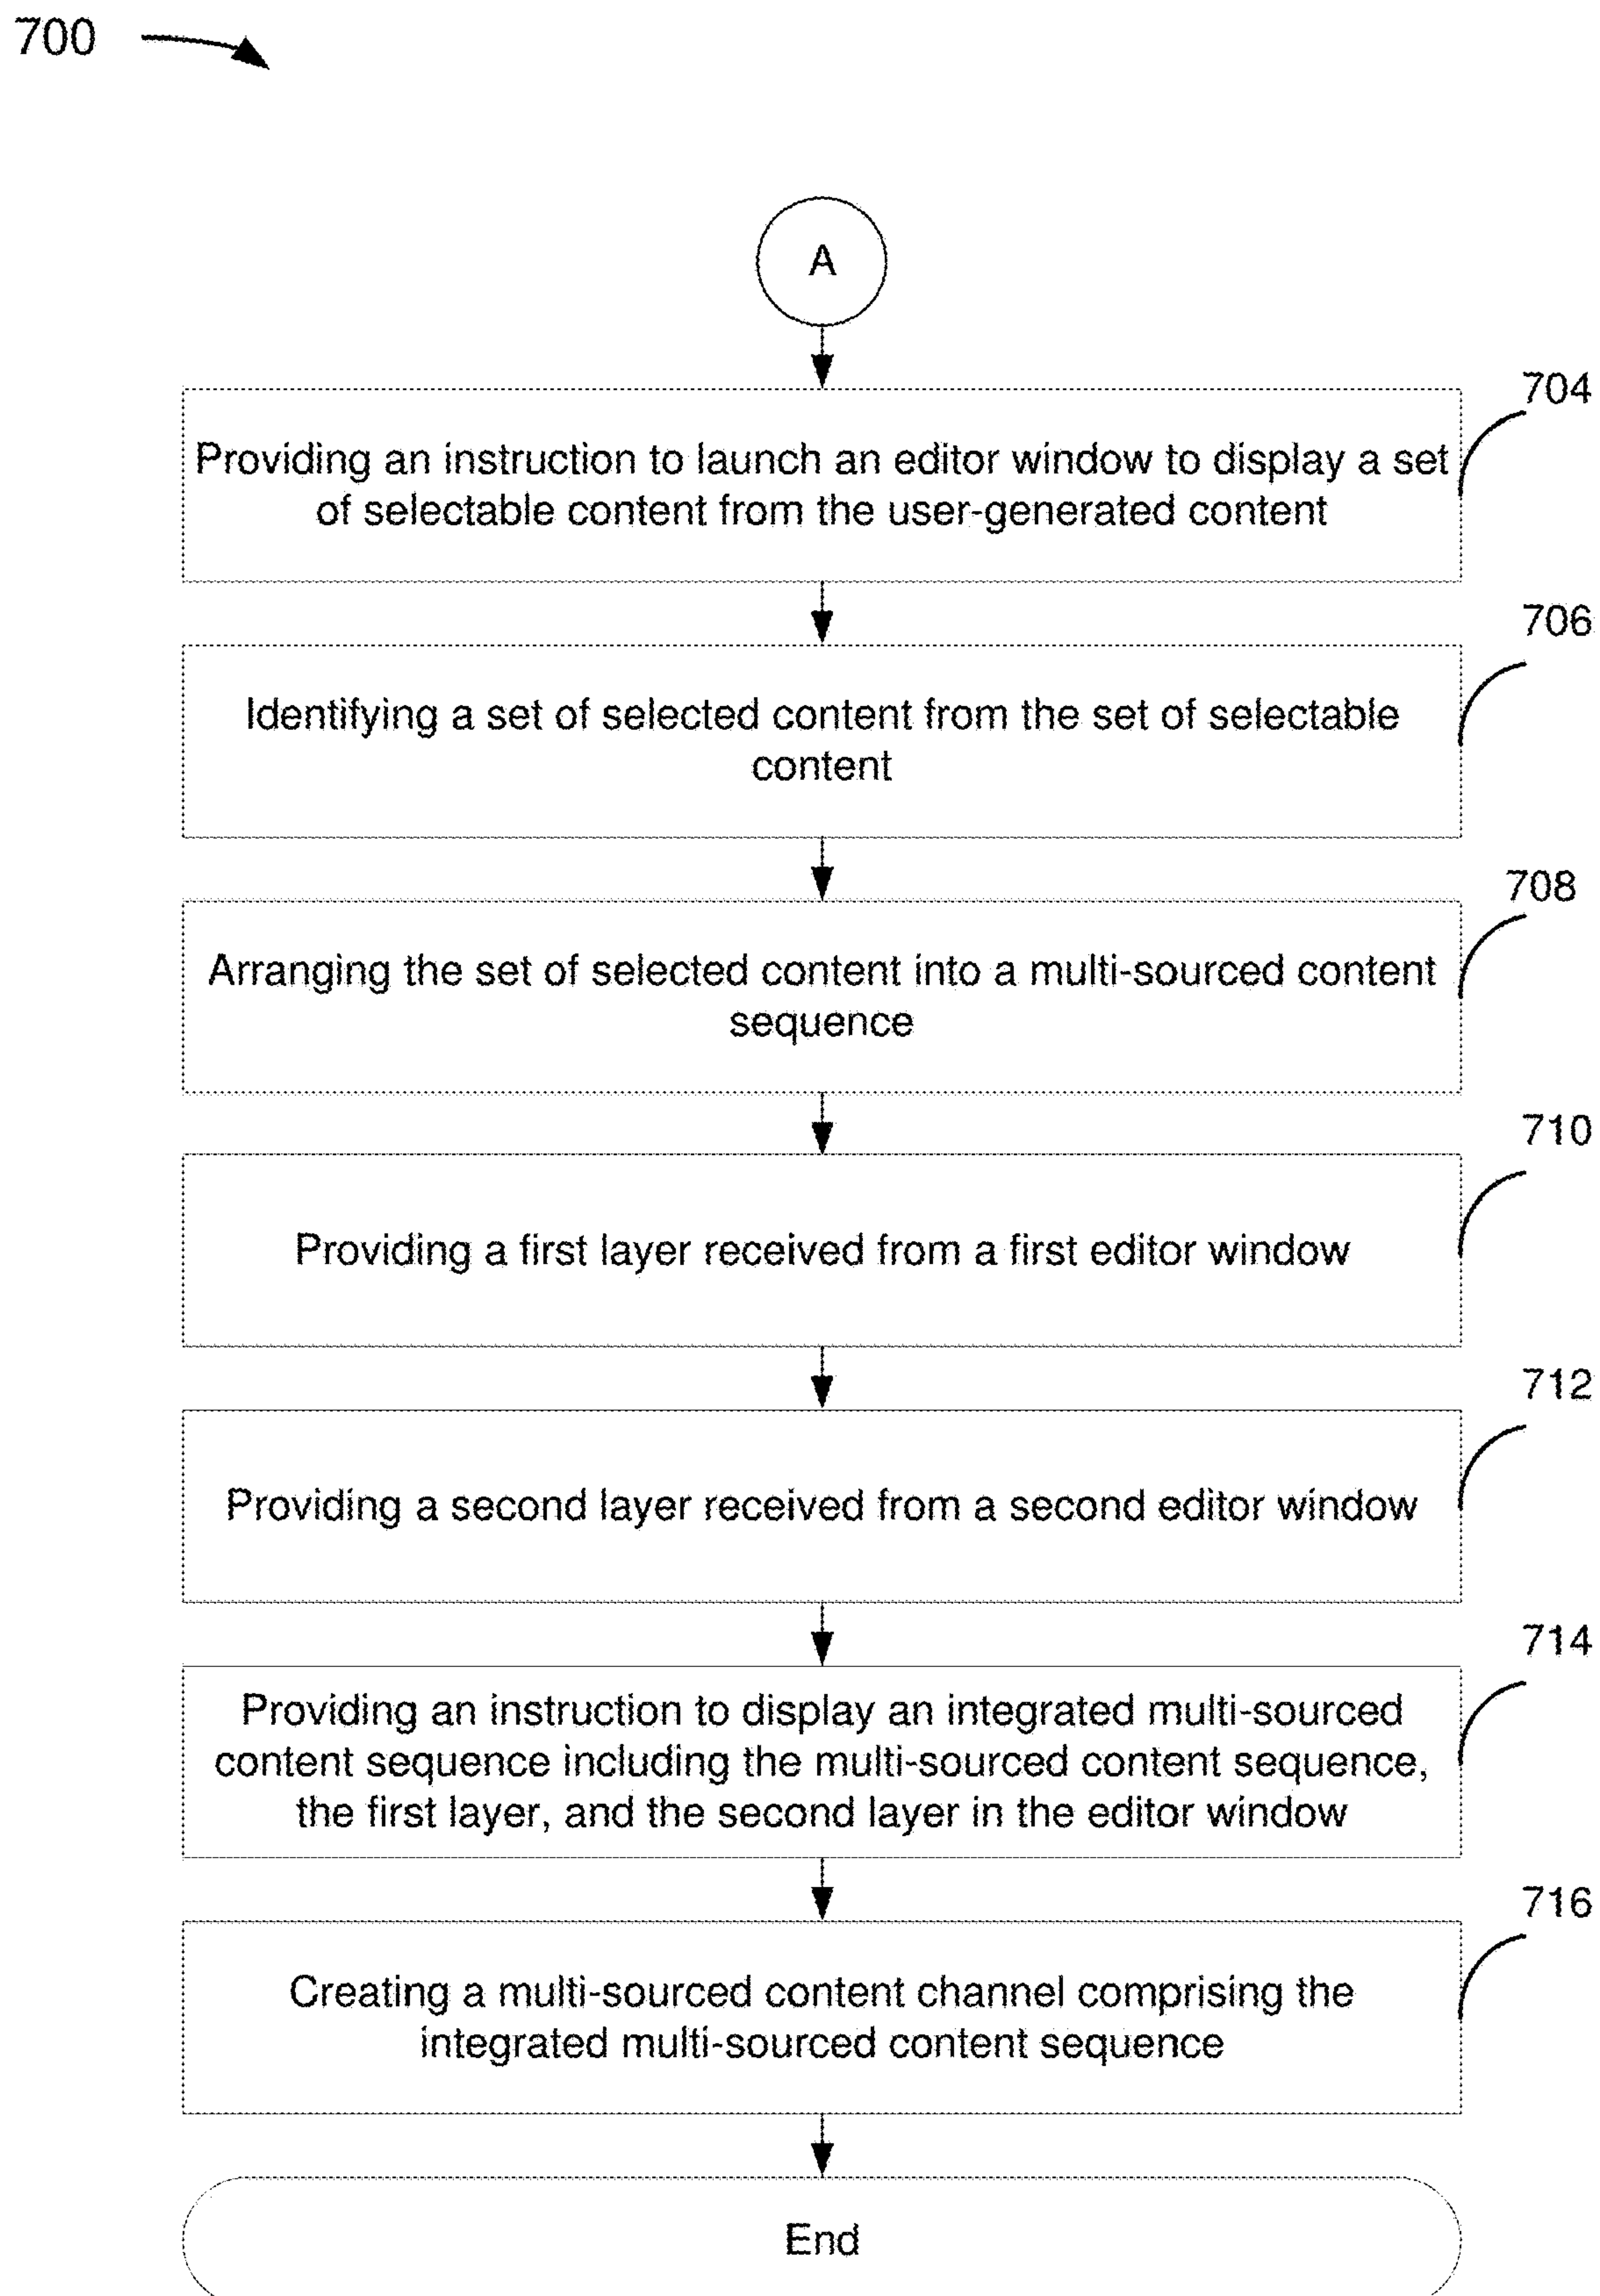 700
A
704
Providing an instruction to launch an editor window to display a set
of selectable content from the user-generated content
706
Identifying a set of selected content from the set of selectable
content
708
Arranging the set of selected content into a multi-sourced content
sequence
710
Providing a first layer received from a first editor window
712
Providing a second layer received from a second editor window
714
Providing an instruction to display an integrated multi-sourced
content sequence including the multi-sourced content sequence,
the first layer, and the second layer in the editor window
716
Creating a multi-sourced content channel comprising the
integrated multi-sourced content sequence
End